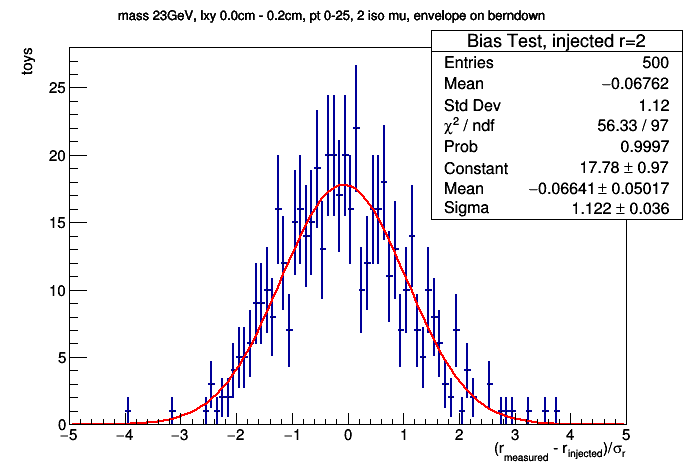 mass 23GeV, lxy 0.0cm - 0.2cm, pt 0-25, 2 iso mu, envelope on berndown
Bias Test, injected r=2
Entries 500
Mean −0.06762
Std Dev 1.12
χ² / ndf 56.33 / 97
Prob 0.9997
Constant 17.78 ± 0.97
Mean −0.06641 ± 0.05017
Sigma 1.122 ± 0.036
toys
25
20
15
10
5
0
−5 −4 −3 −2 −1 0 1 2 3 4 5
(r_measured - r_injected)/σ_r